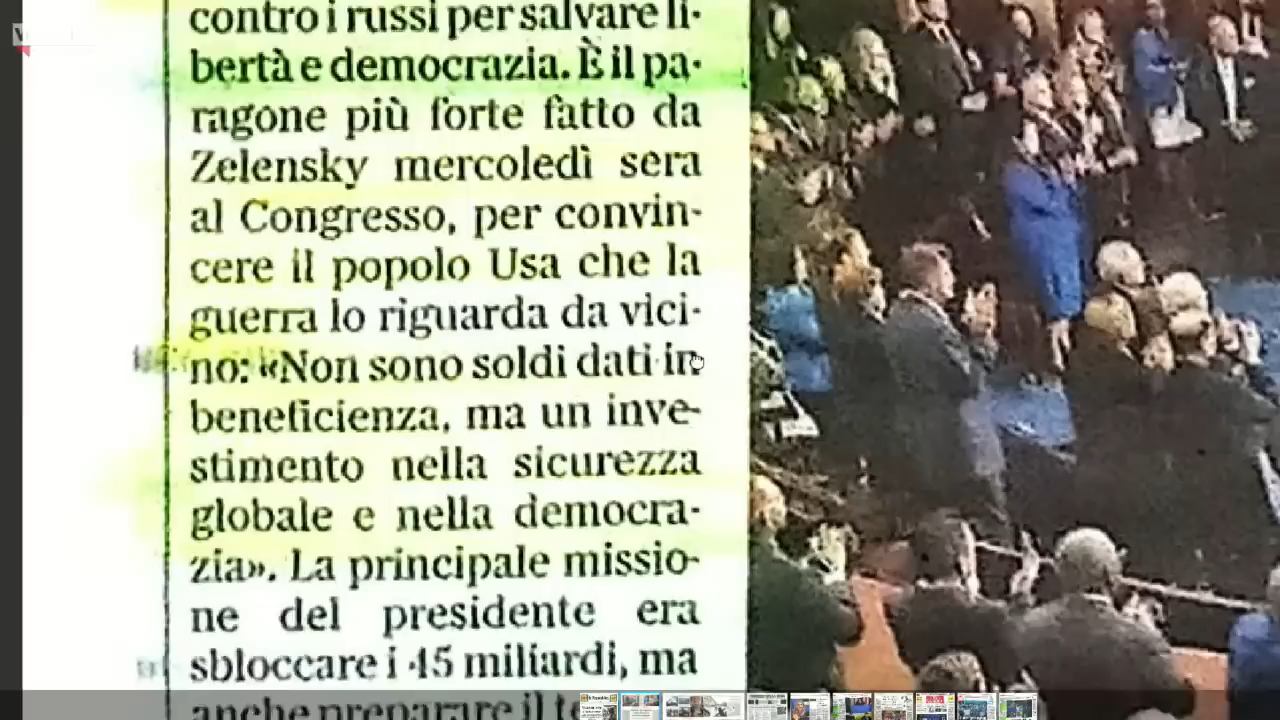 contro i russi per salvare li-
bertà e democrazia. È il pa-
ragone più forte fatto da
Zelensky mercoledì sera
al Congresso, per convin-
cere il popolo Usa che la
guerra lo riguarda da vici-
no: «Non sono soldi dati in
beneficienza, ma un inve-
stimento nella sicurezza
globale e nella democra-
zia». La principale missio-
ne del presidente era
sbloccare i 45 miliardi, ma
anche preparare il